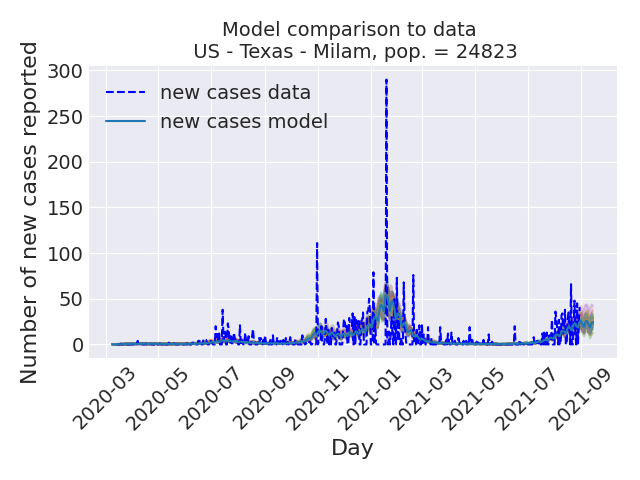 Model comparison to data
US - Texas - Milam, pop. = 24823
Number of new cases reported
300
250
200
150
100
50
0
new cases data
new cases model
2020-03
2020-05
2020-07
2020-09
2020-11
2021-01
2021-03
2021-05
2021-07
2021-09
Day